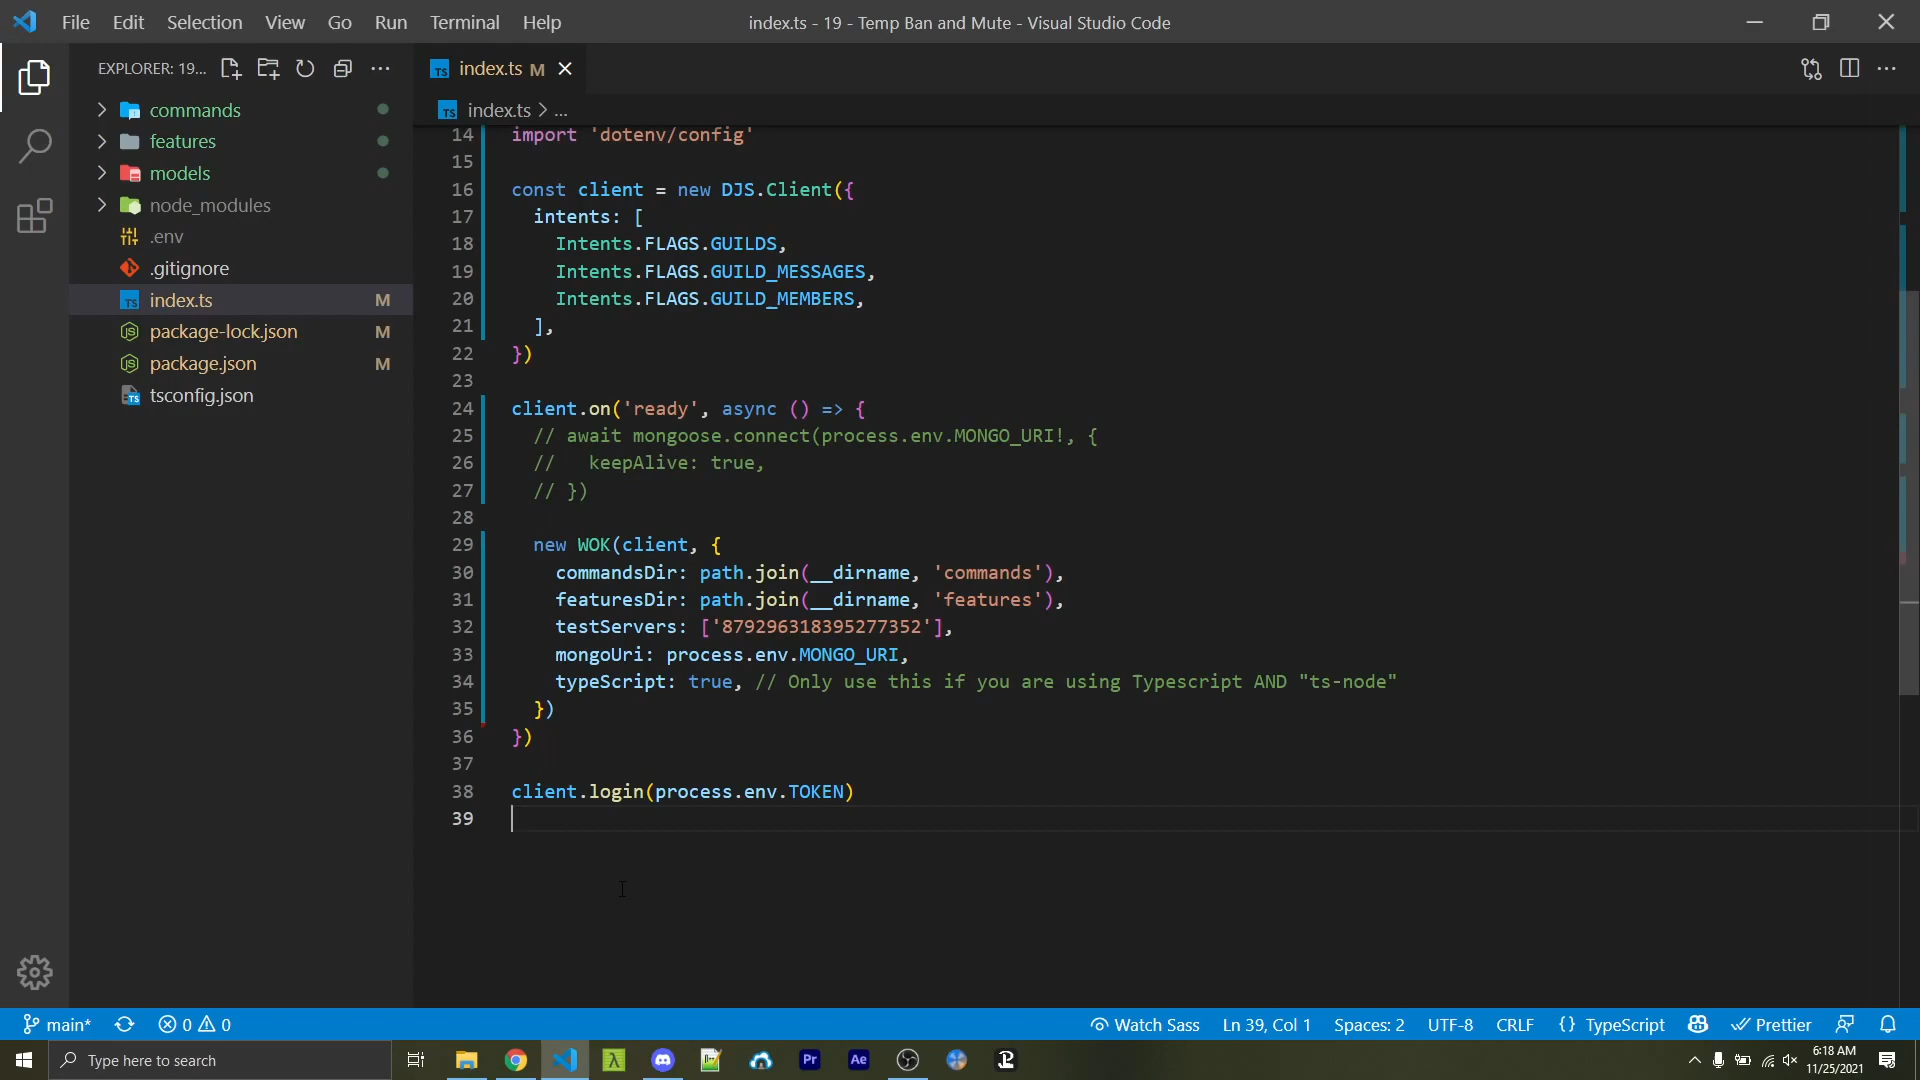 File Edit Selection View Go Run Terminal Help
index.ts - 19 - Temp Ban and Mute - Visual Studio Code
EXPLORER: 19...
commands
features
models
node_modules
.env
.gitignore
index.ts M
package-lock.json M
package.json M
tsconfig.json
TS index.ts M
TS index.ts > ...
14 import 'dotenv/config'
15
16 const client = new DJS.Client({
17 intents: [
18 Intents.FLAGS.GUILDS,
19 Intents.FLAGS.GUILD_MESSAGES,
20 Intents.FLAGS.GUILD_MEMBERS,
21 ],
22 })
23
24 client.on('ready', async () => {
25 // await mongoose.connect(process.env.MONGO_URI!, {
26 //   keepAlive: true,
27 // })
28
29 new WOK(client, {
30 commandsDir: path.join(__dirname, 'commands'),
31 featuresDir: path.join(__dirname, 'features'),
32 testServers: ['879296318395277352'],
33 mongoUri: process.env.MONGO_URI,
34 typeScript: true, // Only use this if you are using Typescript AND "ts-node"
35 })
36 })
37
38 client.login(process.env.TOKEN)
39
main* 0 0 Watch Sass Ln 39, Col 1 Spaces: 2 UTF-8 CRLF {} TypeScript Prettier
Type here to search
λ Pr Ae
6:18 AM
11/25/2021